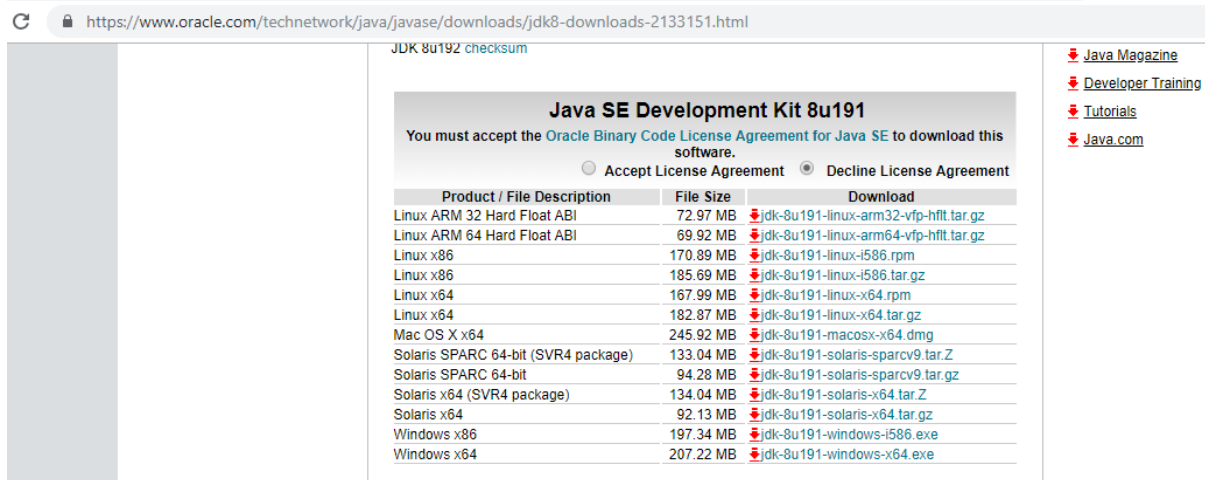 https://www.oracle.com/technetwork/java/javase/downloads/jdk8-downloads-2133151.html
JDK 8u192 checksum
Java SE Development Kit 8u191
You must accept the Oracle Binary Code License Agreement for Java SE to download this
software.
Accept License Agreement Decline License Agreement
Product / File Description File Size Download
Linux ARM 32 Hard Float ABI 72.97 MB jdk-8u191-linux-arm32-vfp-hflt.tar.gz
Linux ARM 64 Hard Float ABI 69.92 MB jdk-8u191-linux-arm64-vfp-hflt.tar.gz
Linux x86 170.89 MB jdk-8u191-linux-i586.rpm
Linux x86 185.69 MB jdk-8u191-linux-i586.tar.gz
Linux x64 167.99 MB jdk-8u191-linux-x64.rpm
Linux x64 182.87 MB jdk-8u191-linux-x64.tar.gz
Mac OS X x64 245.92 MB jdk-8u191-macosx-x64.dmg
Solaris SPARC 64-bit (SVR4 package) 133.04 MB jdk-8u191-solaris-sparcv9.tar.Z
Solaris SPARC 64-bit 94.28 MB jdk-8u191-solaris-sparcv9.tar.gz
Solaris x64 (SVR4 package) 134.04 MB jdk-8u191-solaris-x64.tar.Z
Solaris x64 92.13 MB jdk-8u191-solaris-x64.tar.gz
Windows x86 197.34 MB jdk-8u191-windows-i586.exe
Windows x64 207.22 MB jdk-8u191-windows-x64.exe
Java Magazine
Developer Training
Tutorials
Java.com